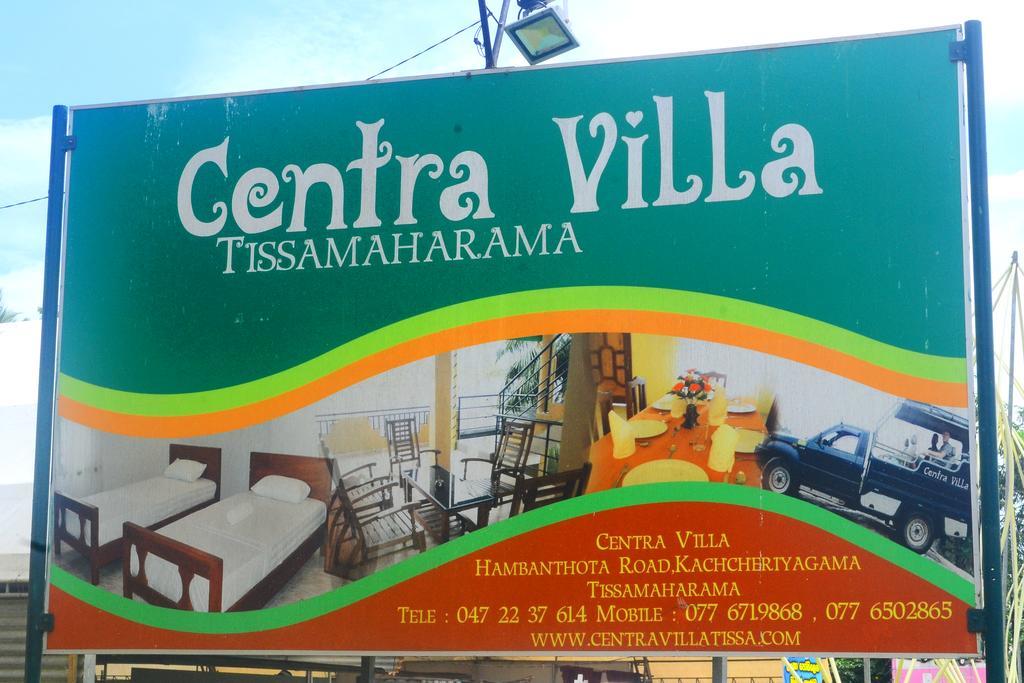 Centra Villa
TISSAMAHARAMA
Centra Villa
CENTRA VILLA
HAMBANTHOTA ROAD,KACHCHERIYAGAMA
TISSAMAHARAMA
TELE : 047 22 37 614 MOBILE : 077 6719868 , 077 6502865
WWW.CENTRAVILLATISSA.COM